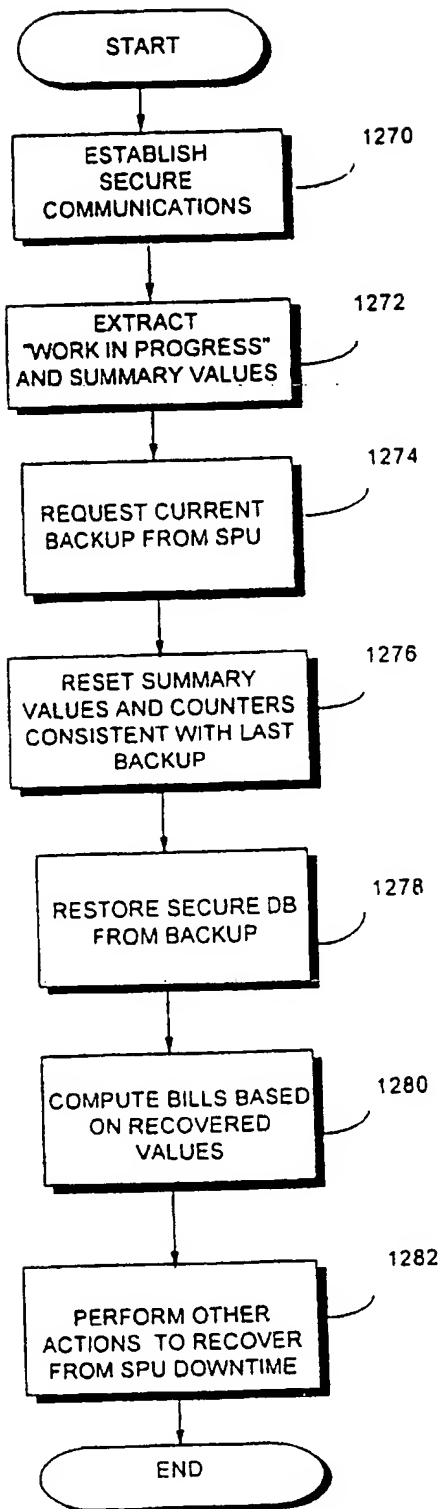 START
1270
ESTABLISH
SECURE
COMMUNICATIONS
1272
EXTRACT
"WORK IN PROGRESS"
AND SUMMARY VALUES
1274
REQUEST CURRENT
BACKUP FROM SPU
1276
RESET SUMMARY
VALUES AND COUNTERS
CONSISTENT WITH LAST
BACKUP
1278
RESTORE SECURE DB
FROM BACKUP
1280
COMPUTE BILLS BASED
ON RECOVERED
VALUES
1282
PERFORM OTHER
ACTIONS TO RECOVER
FROM SPU DOWNTIME
END